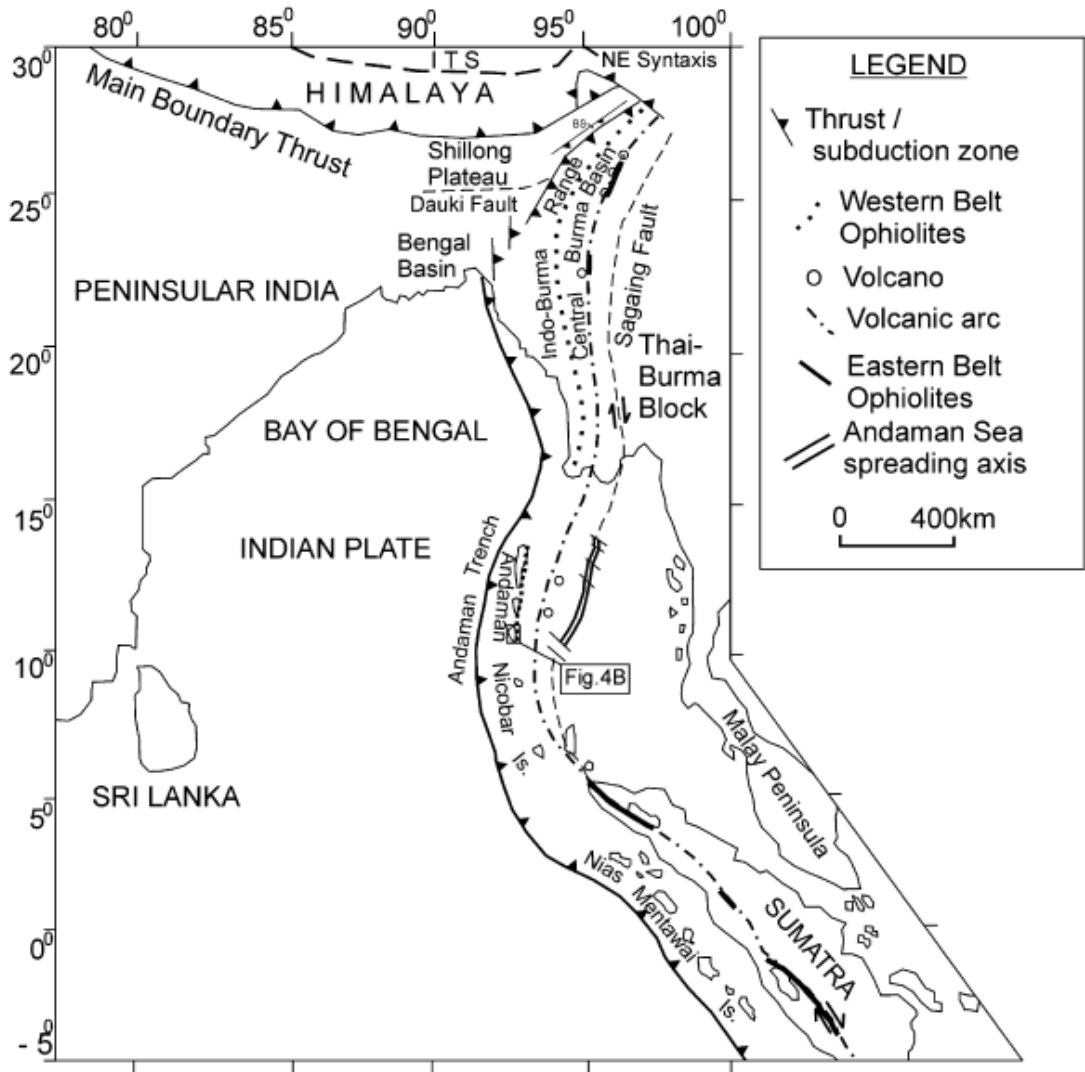 80⁰ 85⁰ 90⁰ 95⁰ 100⁰
30⁰
25⁰
20⁰
15⁰
10⁰
5⁰
0⁰
- 5⁰
ITS
NE Syntaxis
HIMALAYA
Main Boundary Thrust
Shillong
Plateau
Dauki Fault
Bengal
Basin
PENINSULAR INDIA
Indo-Burma Range
Central Burma Basin
Sagaing Fault
Thai-
Burma
Block
BAY OF BENGAL
INDIAN PLATE
Andaman Trench
Andaman
Nicobar
Is.
Fig.4B
SRI LANKA
Malay Peninsula
Nias
Mentawai
Is.
SUMATRA
LEGEND
Thrust /
subduction zone
Western Belt
Ophiolites
Volcano
Volcanic arc
Eastern Belt
Ophiolites
Andaman Sea
spreading axis
0 400km